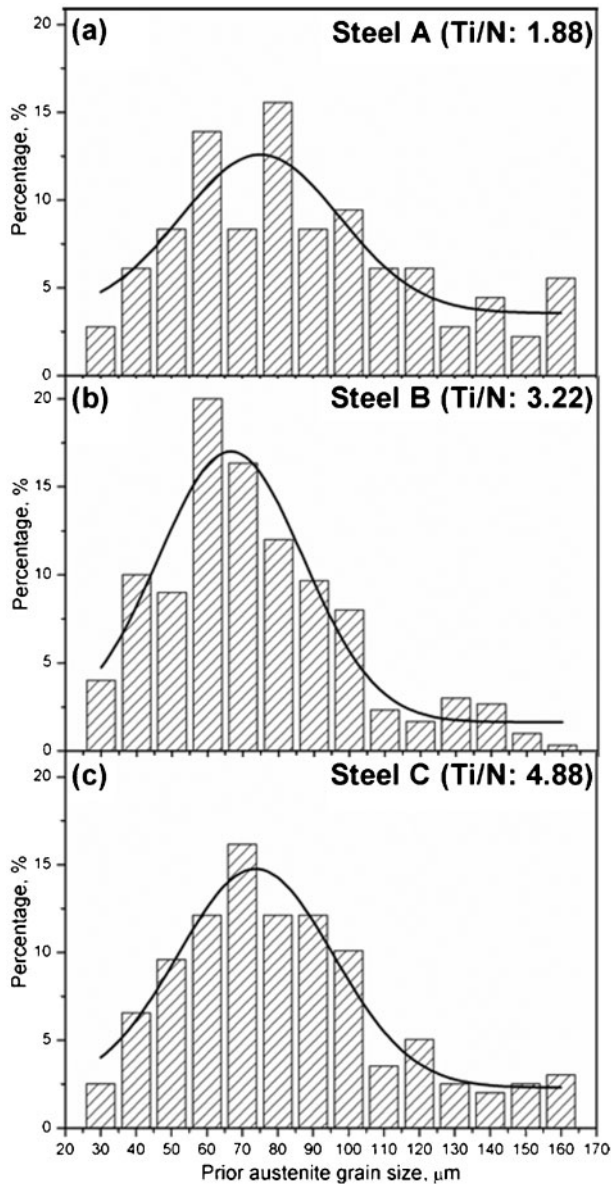 (a)
Steel A (Ti/N: 1.88)
20
15
10
5
0
Percentage, %
(b)
Steel B (Ti/N: 3.22)
20
15
10
5
0
Percentage, %
(c)
Steel C (Ti/N: 4.88)
20
15
10
5
0
Percentage, %
20 30 40 50 60 70 80 90 100 110 120 130 140 150 160 170
Prior austenite grain size, μm